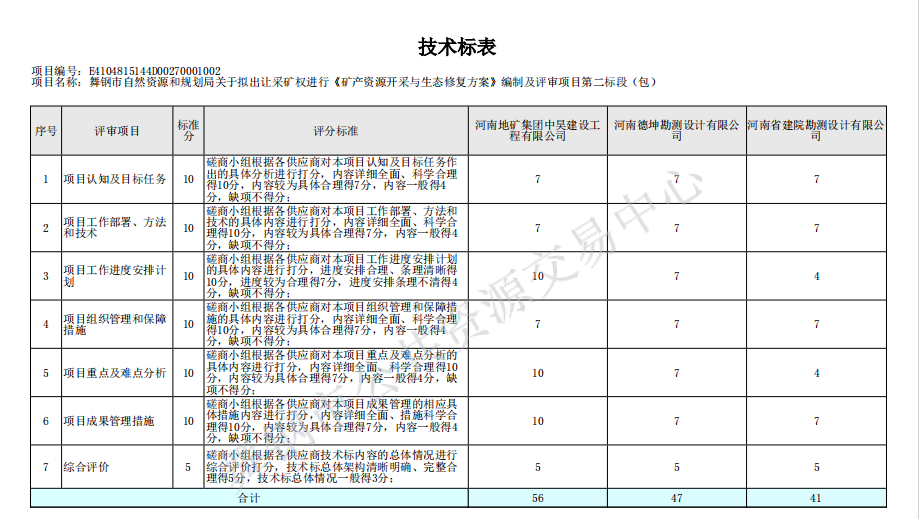 技术标表
项目编号: E4104815144D00270001002
项目名称: 舞钢市自然资源和规划局关于拟出让采矿权进行《矿产资源开采与生态修复方案》编制及评审项目第二标段（包）
序号 评审项目 标准分 评分标准 河南地矿集团中昊建设工程有限公司 河南德坤勘测设计有限公司 河南省建院勘测设计有限公司
1 项目认知及目标任务 10 磋商小组根据各供应商对本项目认知及目标任务作出的具体分析进行打分，内容详细全面、科学合理得10分，内容较为具体合理得7分，内容一般得4分，缺项不得分； 7 7 7
2 项目工作部署、方法和技术 10 磋商小组根据各供应商对本项目工作部署、方法和技术的具体内容进行打分，内容详细全面、科学合理得10分，内容较为具体合理得7分，内容一般得4分，缺项不得分； 7 7 7
3 项目工作进度安排计划 10 磋商小组根据各供应商对本项目工作进度安排计划的具体内容进行打分，进度安排合理、条理清晰得10分，进度较为合理得7分，进度安排条理不清得4分，缺项不得分； 10 7 4
4 项目组织管理和保障措施 10 磋商小组根据各供应商对本项目组织管理和保障措施的具体内容进行打分，内容详细全面、科学合理得10分，内容较为具体合理得7分，内容一般得4分，缺项不得分； 7 7 7
5 项目重点及难点分析 10 磋商小组根据各供应商对本项目重点及难点分析的具体内容进行打分，内容详细全面、科学合理得10分，内容较为具体合理得7分，内容一般得4分，缺项不得分； 10 7 4
6 项目成果管理措施 10 磋商小组根据各供应商对本项目成果管理的相应具体措施内容进行打分，内容详细全面、措施科学合理得10分，内容较为具体合理得7分，内容一般得4分，缺项不得分； 10 7 7
7 综合评价 5 磋商小组根据各供应商技术标内容的总体情况进行综合评价打分，技术标总体架构清晰明确、完整合理得5分，技术标总体情况一般得3分； 5 5 5
合计 56 47 41
舞钢市公共资源交易中心